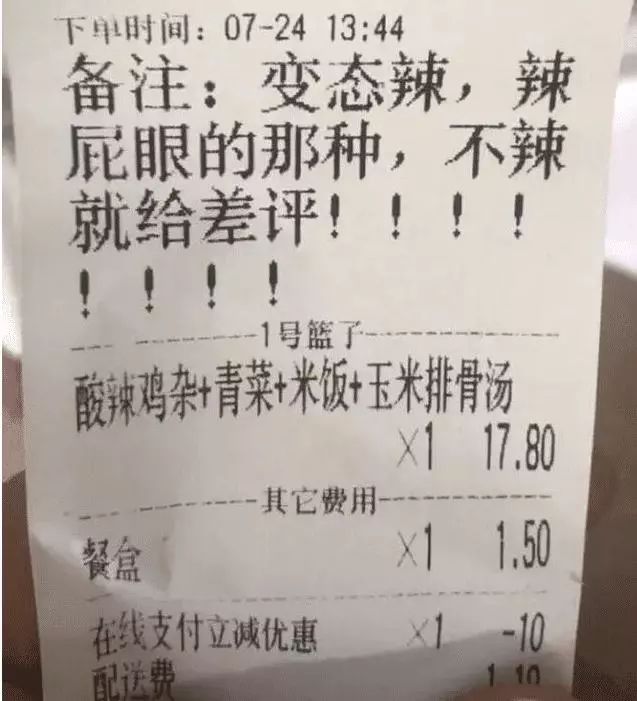 下单时间：07-24 13:44
备注：变态辣，辣
屁眼的那种，不辣
就给差评！！！！
！！！！
1号篮子
酸辣鸡杂+青菜+米饭+玉米排骨汤
×1 17.80
其它费用
餐盒 ×1 1.50
在线支付立减优惠 ×1 -10
配送费